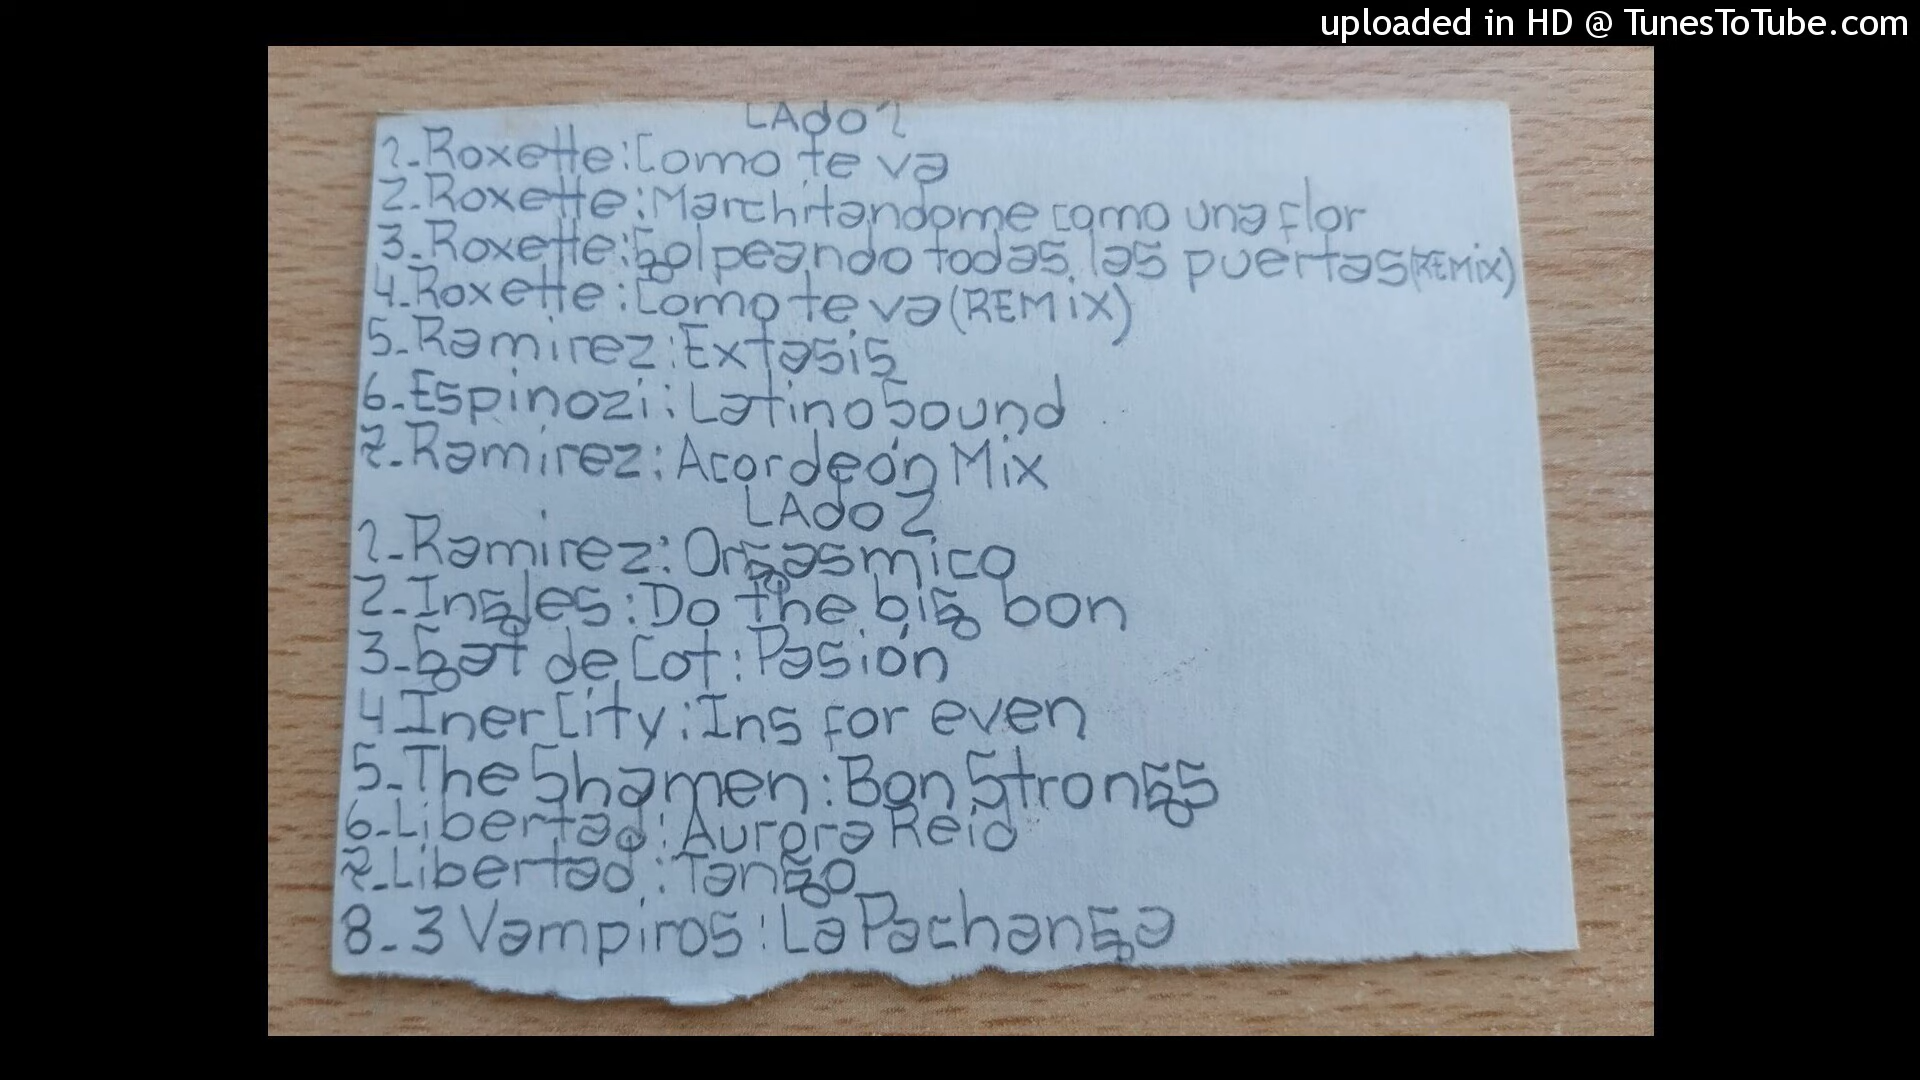 uploaded in HD @ TunesToTube.com
LAdo 1
1-Roxette:Como te va
2-Roxette:Marchitandome como una flor
3-Roxette:Golpeando todas las puertas(REMix)
4-Roxette:Como te va(REMiX)
5-Ramirez:Extasis
6-Espinozi:LatinoSound
7-Ramirez:Acordeón Mix
LAdo 2
1-Ramirez:Orgasmico
2-Ingles:Do the big bon
3-Gat de Cot:Pasión
4-InerCity:Ins for even
5-The Shamen:Bon Strongs
6-Libertad:Aurora Reid
7-Libertad:Tango
8-3 Vampiros:La Pachanga